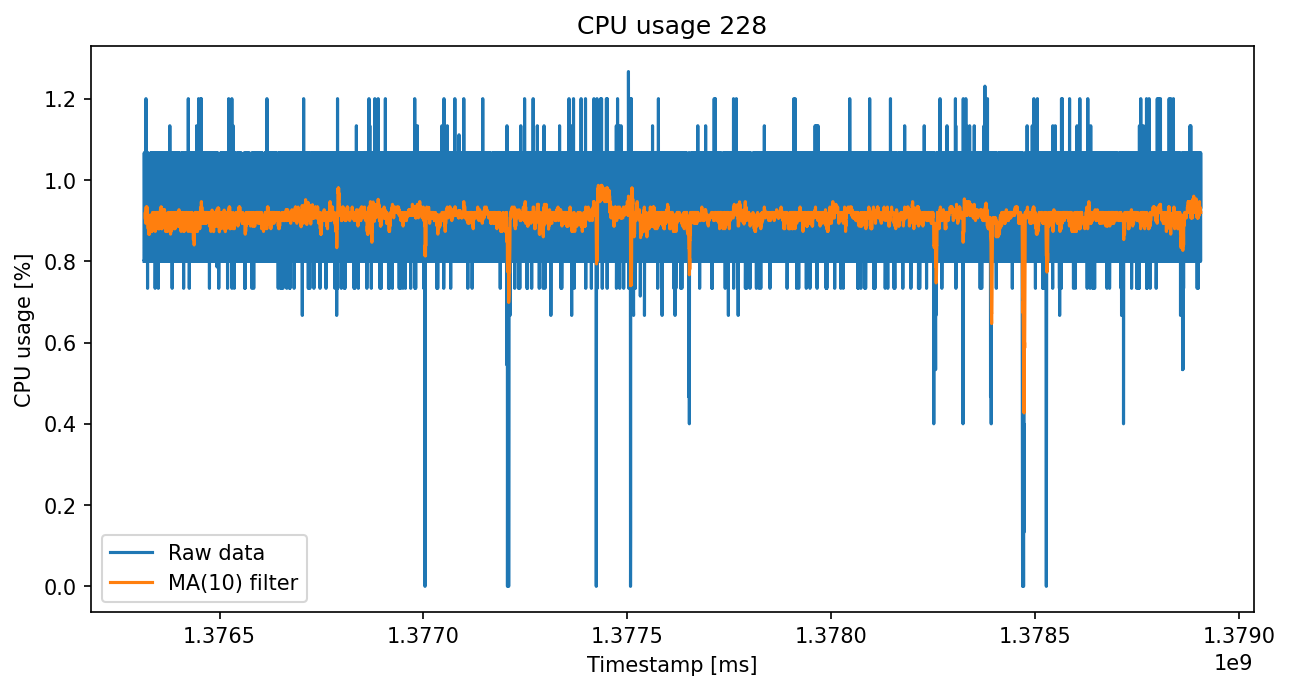 CPU usage 228
CPU usage [%]
1.2
1.0
0.8
0.6
0.4
0.2
0.0
Raw data
MA(10) filter
1.3765 1.3770 1.3775 1.3780 1.3785 1.3790
1e9
Timestamp [ms]